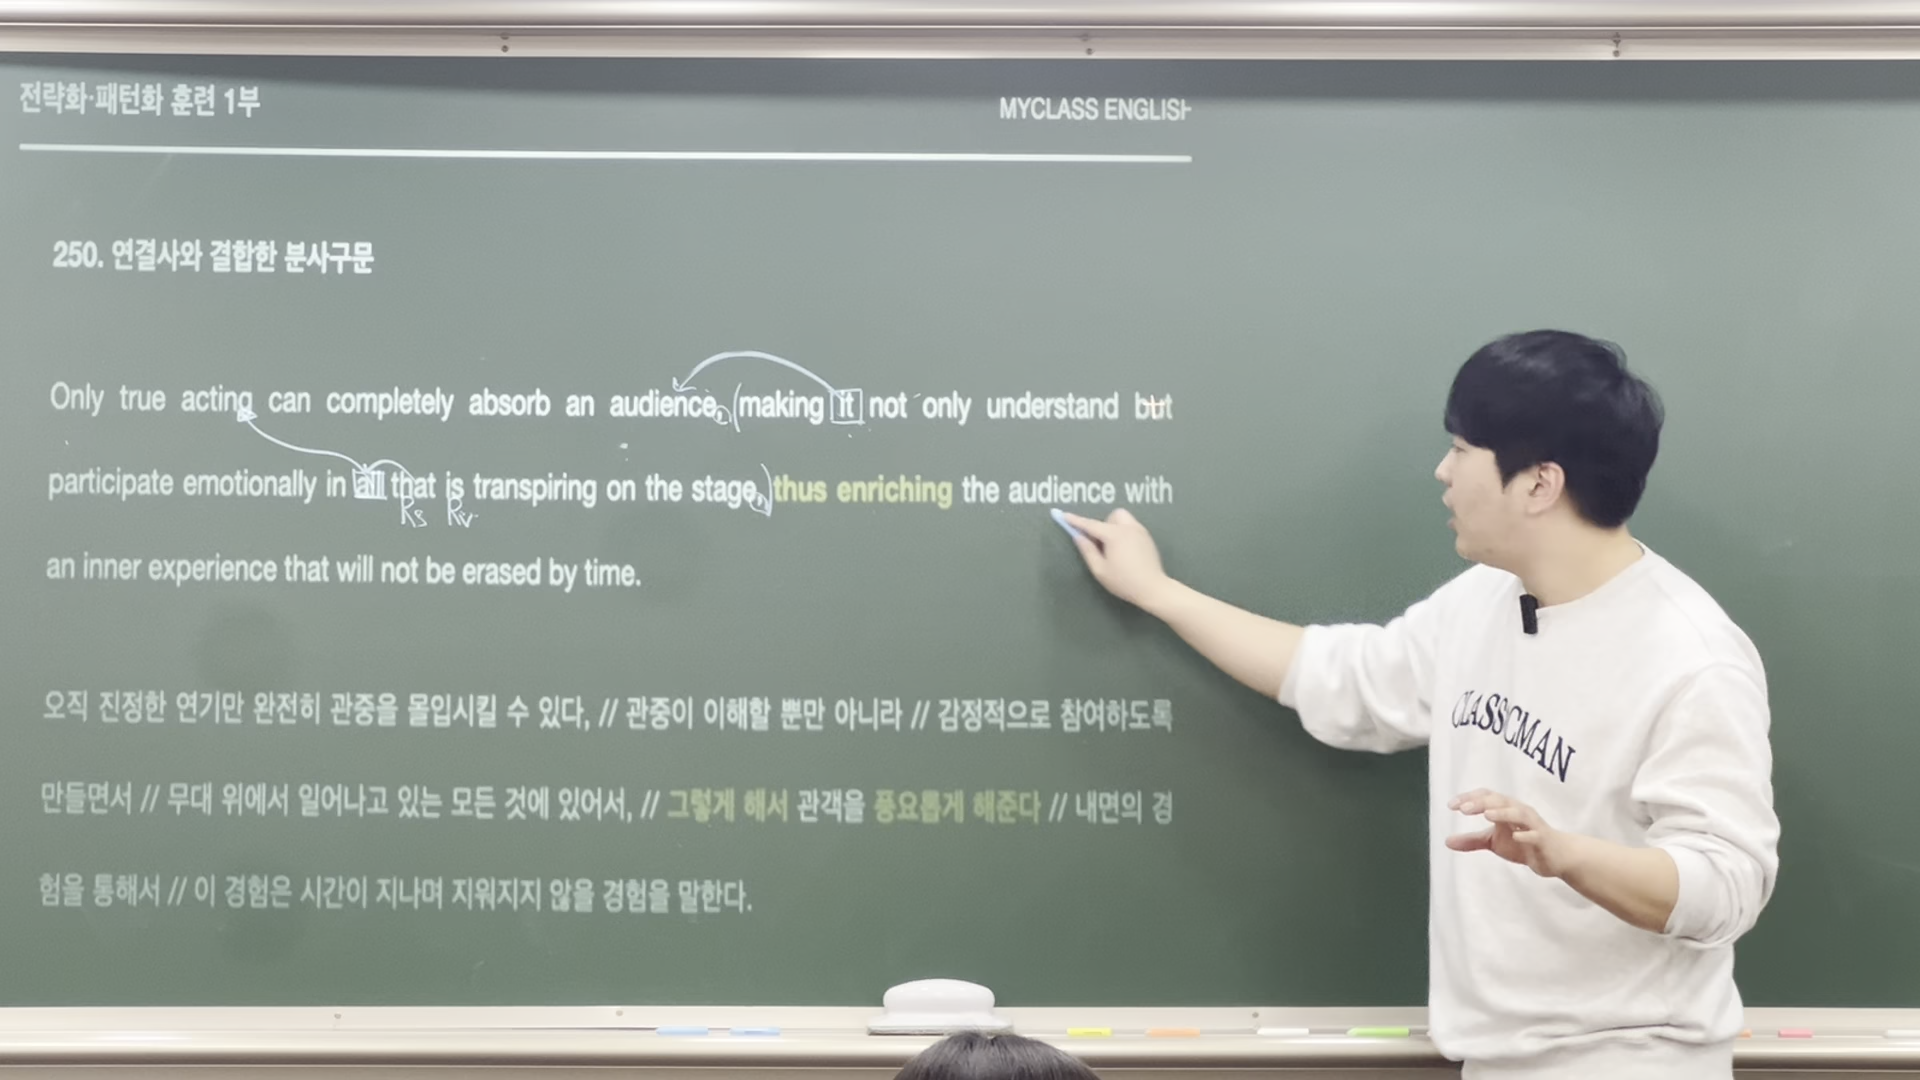 전략화·패턴화 훈련 1부
MYCLASS ENGLISH
250. 연결사와 결합한 분사구문
Only true acting can completely absorb an audience, (making it not only understand but
participate emotionally in all that is transpiring on the stage,) thus enriching the audience with
Rs Rv
an inner experience that will not be erased by time.
오직 진정한 연기만 완전히 관중을 몰입시킬 수 있다, // 관중이 이해할 뿐만 아니라 // 감정적으로 참여하도록
만들면서 // 무대 위에서 일어나고 있는 모든 것에 있어서, // 그렇게 해서 관객을 풍요롭게 해준다 // 내면의 경
험을 통해서 // 이 경험은 시간이 지나며 지워지지 않을 경험을 말한다.
CLASSICMAN